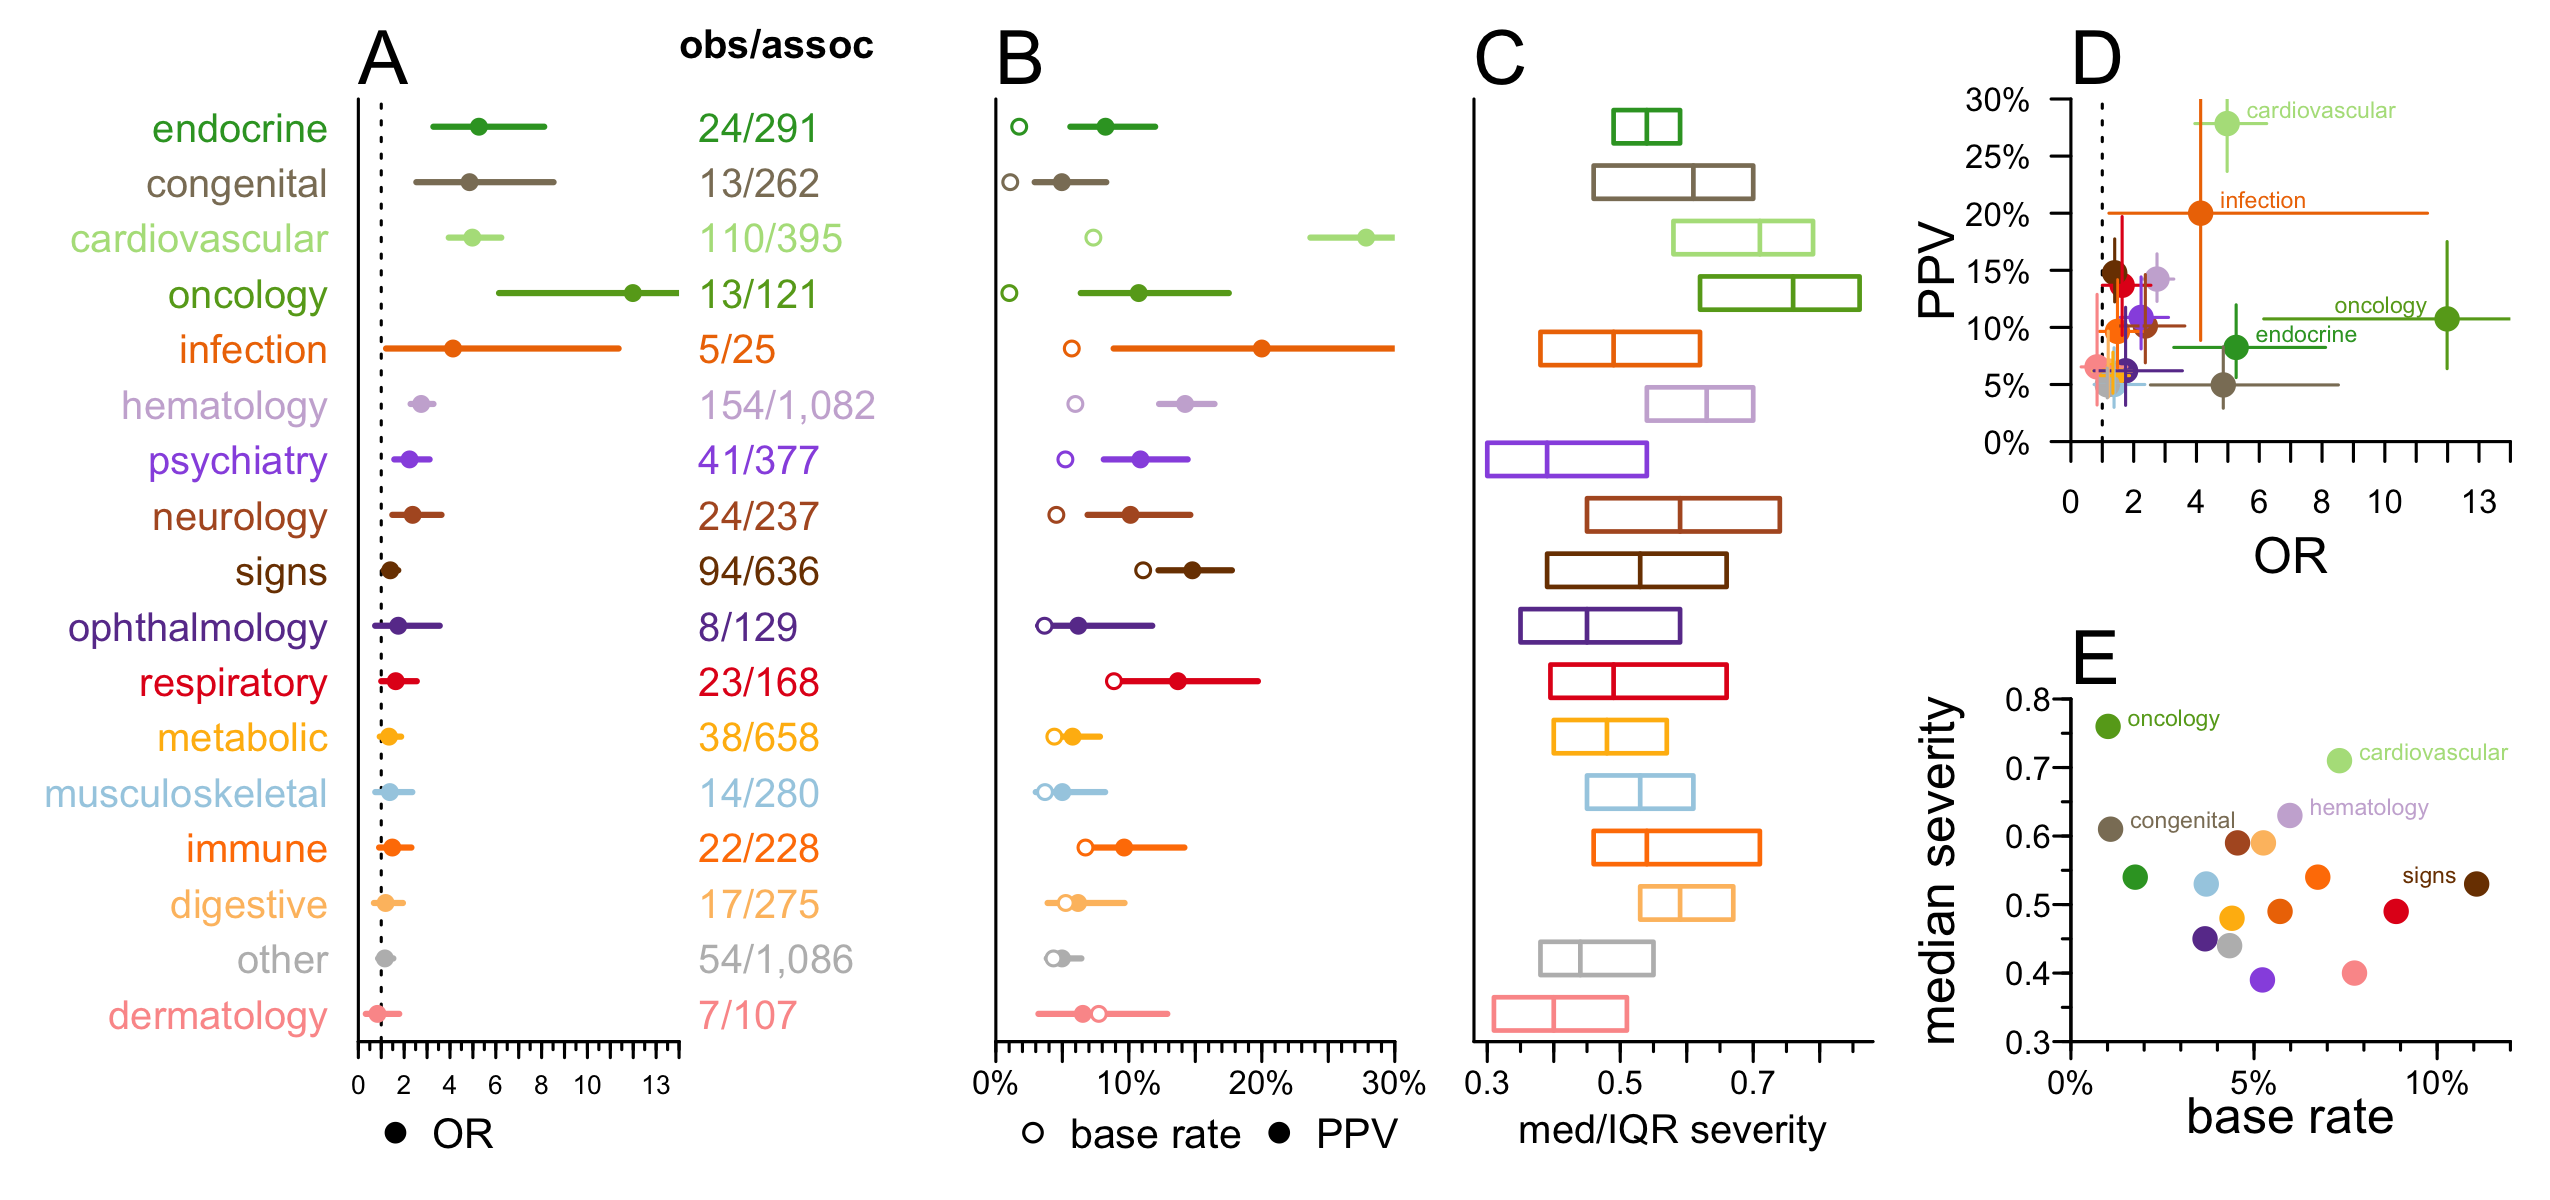 A
obs/assoc
endocrine 24/291
congenital 13/262
cardiovascular 110/395
oncology 13/121
infection 5/25
hematology 154/1,082
psychiatry 41/377
neurology 24/237
signs 94/636
ophthalmology 8/129
respiratory 23/168
metabolic 38/658
musculoskeletal 14/280
immune 22/228
digestive 17/275
other 54/1,086
dermatology 7/107
0 2 4 6 8 10 13
OR
B
0% 10% 20% 30%
base rate PPV
C
0.3 0.5 0.7
med/IQR severity
D
30%
25%
20%
15%
10%
5%
0%
PPV
cardiovascular
infection
oncology
endocrine
0 2 4 6 8 10 13
OR
E
0.8
0.7
0.6
0.5
0.4
0.3
median severity
oncology
cardiovascular
hematology
congenital
signs
0% 5% 10%
base rate